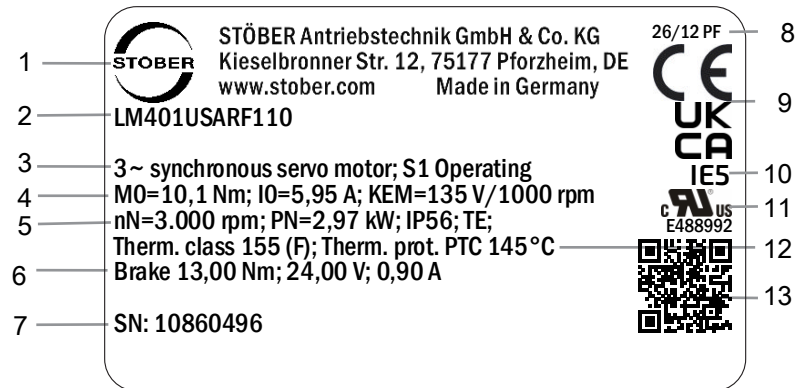 STÖBER
STÖBER Antriebstechnik GmbH & Co. KG
Kieselbronner Str. 12, 75177 Pforzheim, DE
www.stober.com Made in Germany
26/12 PF
8
1
CE
9
UK
CA
2
LM401USARF110
3
3~ synchronous servo motor; S1 Operating
IE5
10
4
M0=10,1 Nm; I0=5,95 A; KEM=135 V/1000 rpm
5
nN=3.000 rpm; PN=2,97 kW; IP56; TE;
c RU ® US
11
E488992
Therm. class 155 (F); Therm. prot. PTC 145°C
12
6
Brake 13,00 Nm; 24,00 V; 0,90 A
13
7
SN: 10860496